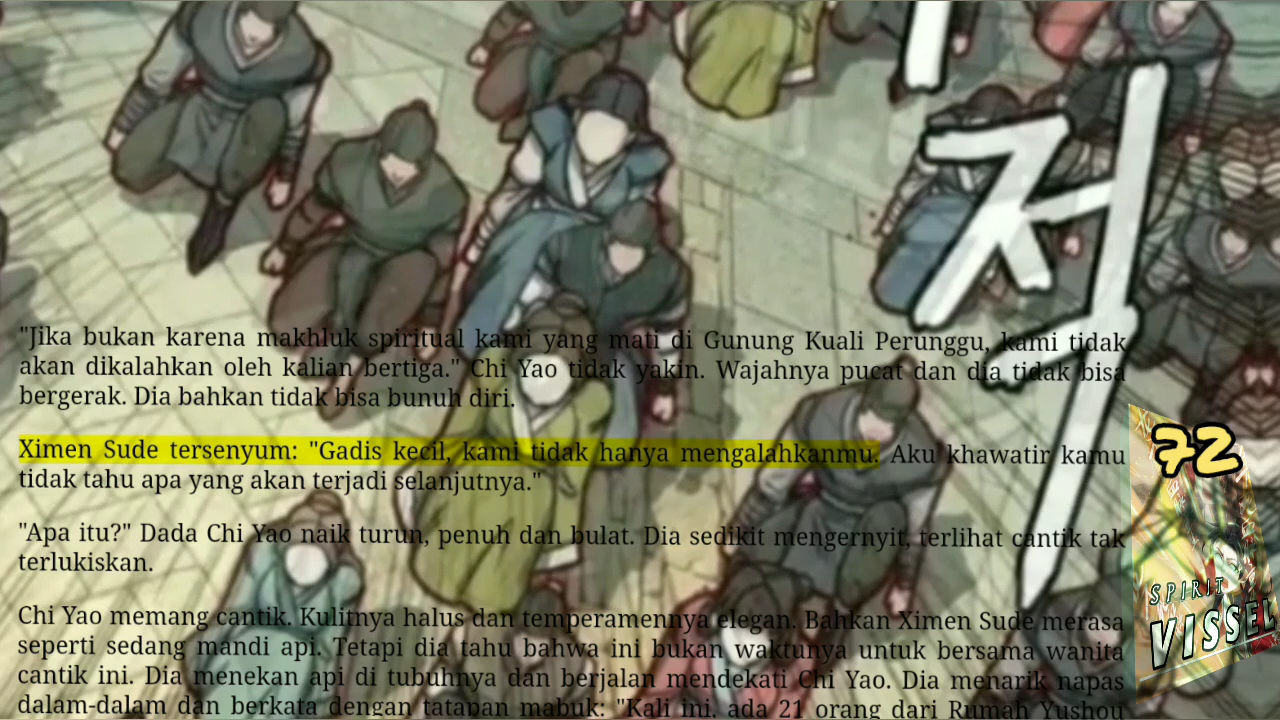 "Jika bukan karena makhluk spiritual kami yang mati di Gunung Kuali Perunggu, kami tidak
akan dikalahkan oleh kalian bertiga." Chi Yao tidak yakin. Wajahnya pucat dan dia tidak bisa
bergerak. Dia bahkan tidak bisa bunuh diri.
Ximen Sude tersenyum: "Gadis kecil, kami tidak hanya mengalahkanmu. Aku khawatir kamu
tidak tahu apa yang akan terjadi selanjutnya."
"Apa itu?" Dada Chi Yao naik turun, penuh dan bulat. Dia sedikit mengernyit, terlihat cantik tak
terlukiskan.
Chi Yao memang cantik. Kulitnya halus dan temperamennya elegan. Bahkan Ximen Sude merasa
seperti sedang mandi api. Tetapi dia tahu bahwa ini bukan waktunya untuk bersama wanita
cantik ini. Dia menekan api di tubuhnya dan berjalan mendekati Chi Yao. Dia menarik napas
dalam-dalam dan berkata dengan tatapan mabuk: "Kali ini, ada 21 orang dari Rumah Yushou
72
SPIRIT
VISSEL